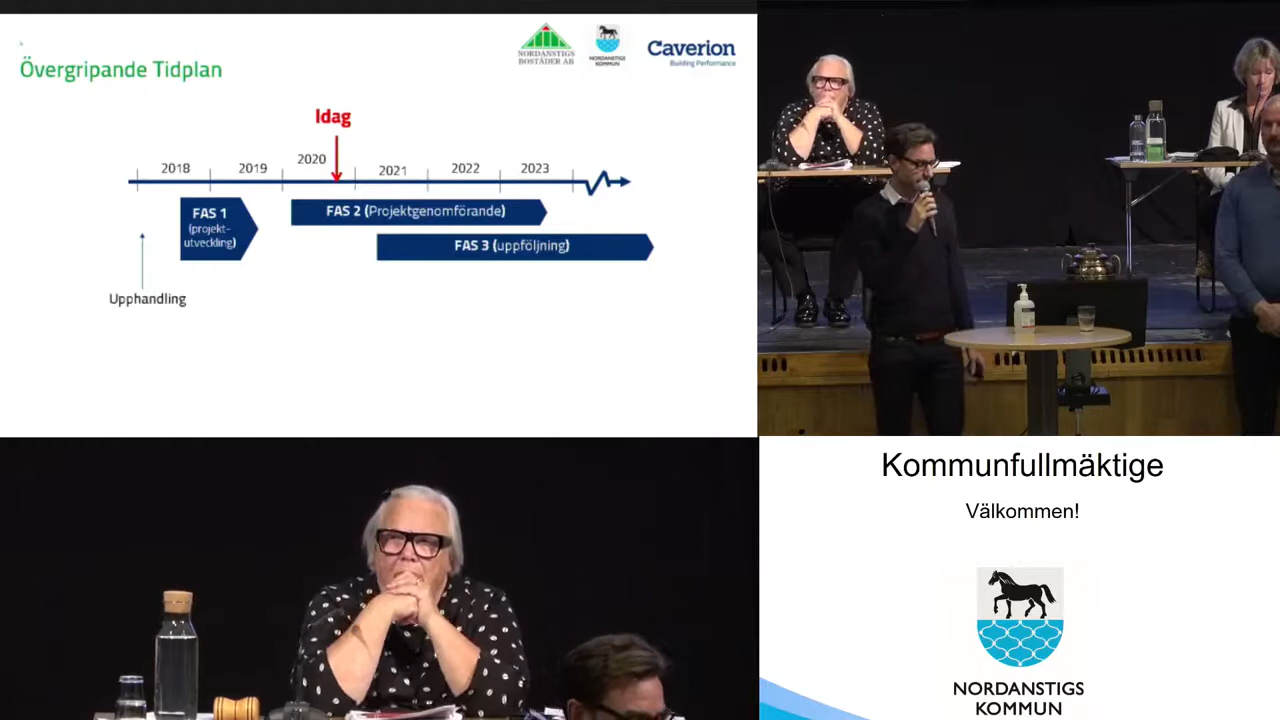 Övergripande Tidplan
NORDANSTIGS
BOSTÄDER AB
NORDANSTIGS
KOMMUN
Caverion
Building Performance
Idag
2018
2019
2020
2021
2022
2023
FAS 1
(projekt-
utveckling)
FAS 2 (Projektgenomförande)
FAS 3 (uppföljning)
Upphandling
Kommunfullmäktige
Välkommen!
NORDANSTIGS
KOMMUN